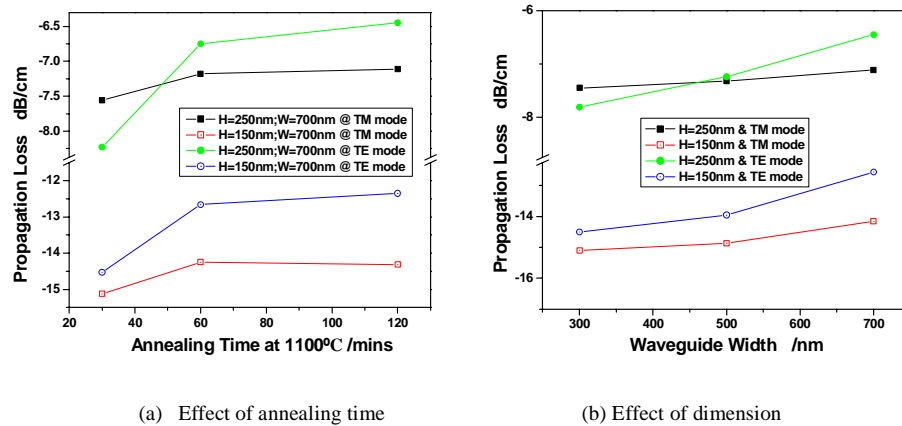 Propagation Loss dB/cm
-6.5
-7.0
-7.5
-8.0
-12
-13
-14
-15
H=250nm;W=700nm @ TM mode
H=150nm;W=700nm @ TM mode
H=250nm;W=700nm @ TE mode
H=150nm;W=700nm @ TE mode
20 40 60 80 100 120
Annealing Time at 1100ºC /mins
(a) Effect of annealing time
Propagation Loss dB/cm
-6
-7
-8
-14
-16
H=250nm & TM mode
H=150nm & TM mode
H=250nm & TE mode
H=150nm & TE mode
300 400 500 600 700
Waveguide Width /nm
(b) Effect of dimension